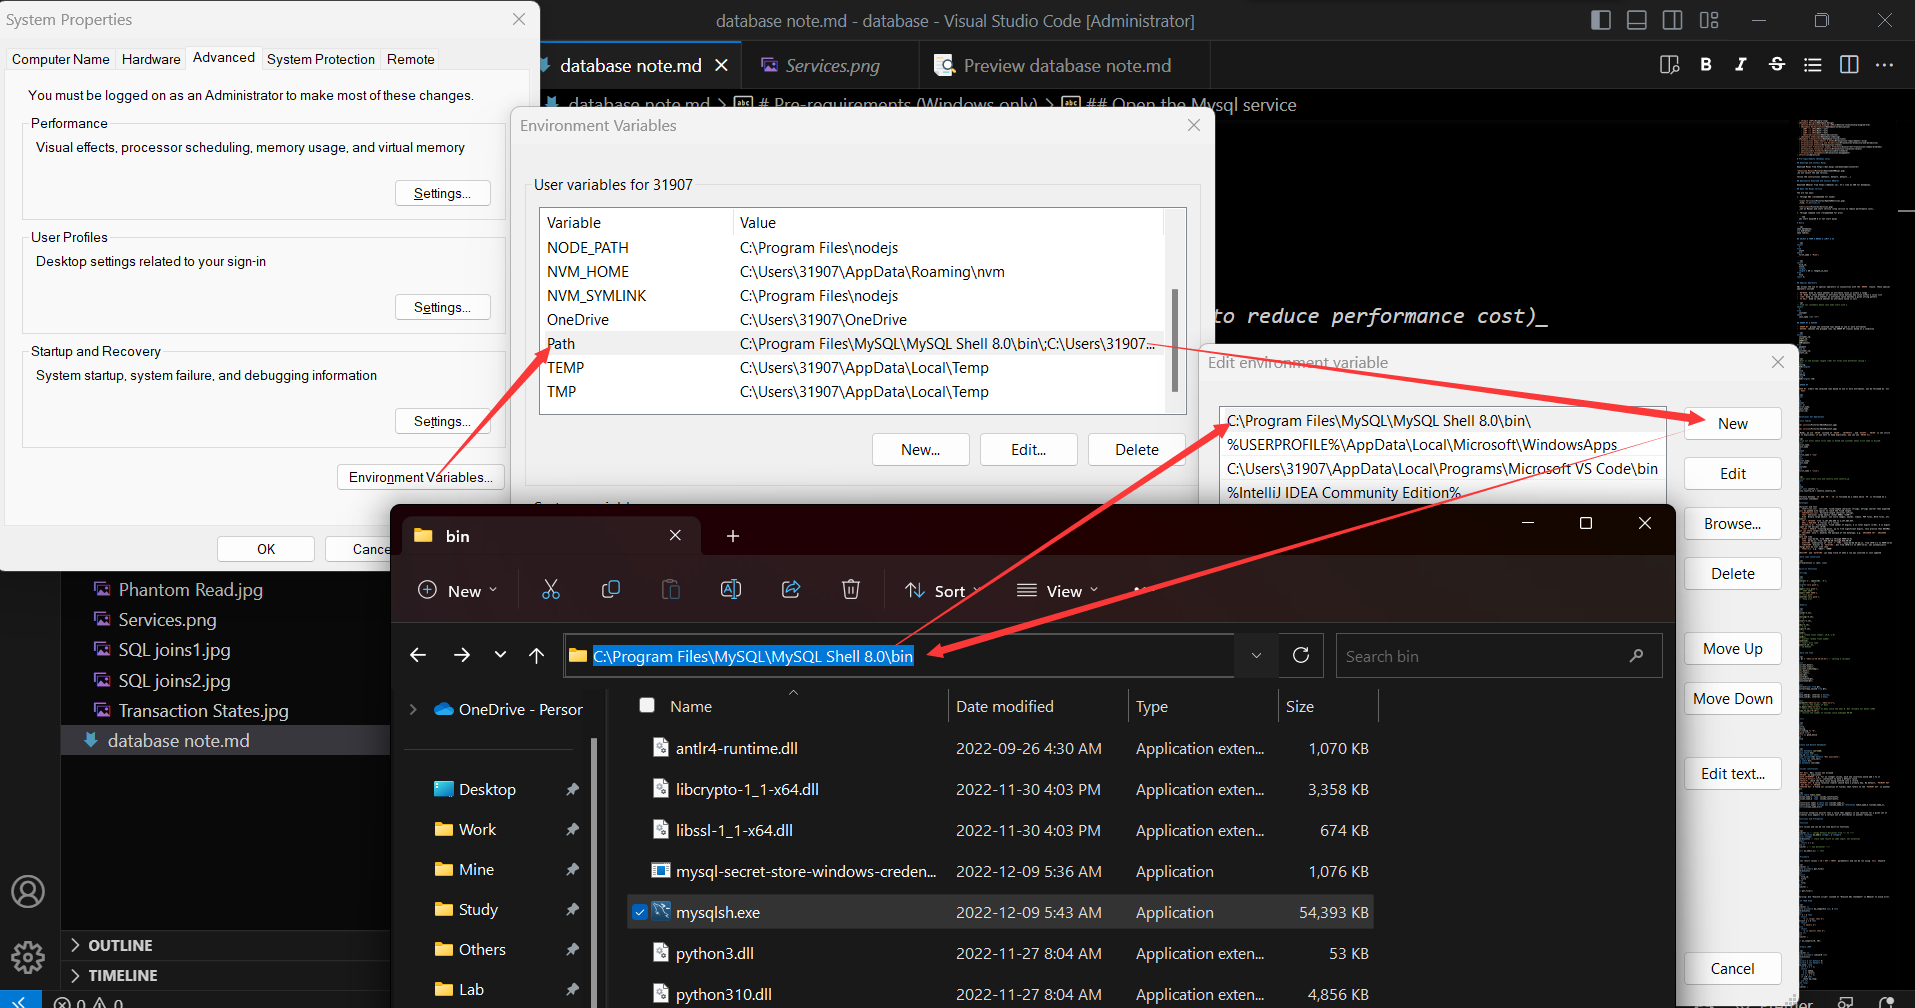 System Properties
Computer Name
Hardware
Advanced
System Protection
Remote
You must be logged on as an Administrator to make most of these changes.
Performance
Visual effects, processor scheduling, memory usage, and virtual memory
Settings...
User Profiles
Desktop settings related to your sign-in
Settings...
Startup and Recovery
System startup, system failure, and debugging information
Settings...
Environment Variables...
OK
database note.md - database - Visual Studio Code [Administrator]
database note.md
Services.png
Preview database note.md
database note.md > # Pre-requirements (Windows only) > ## Open the Mysql service
to reduce performance cost)_
Environment Variables
User variables for 31907
Variable Value
NODE_PATH C:\Program Files\nodejs
NVM_HOME C:\Users\31907\AppData\Roaming\nvm
NVM_SYMLINK C:\Program Files\nodejs
OneDrive C:\Users\31907\OneDrive
Path C:\Program Files\MySQL\MySQL Shell 8.0\bin\;C:\Users\31907...
TEMP C:\Users\31907\AppData\Local\Temp
TMP C:\Users\31907\AppData\Local\Temp
New...
Edit...
Delete
Edit environment variable
C:\Program Files\MySQL\MySQL Shell 8.0\bin\
%USERPROFILE%\AppData\Local\Microsoft\WindowsApps
C:\Users\31907\AppData\Local\Programs\Microsoft VS Code\bin
%IntelliJ IDEA Community Edition%
New
Edit
Browse...
Delete
Move Up
Move Down
Edit text...
Cancel
bin
New
Sort
View
C:\Program Files\MySQL\MySQL Shell 8.0\bin
Search bin
OneDrive - Person
Desktop
Work
Mine
Study
Others
Lab
Name Date modified Type Size
antlr4-runtime.dll 2022-09-26 4:30 AM Application exten... 1,070 KB
libcrypto-1_1-x64.dll 2022-11-30 4:03 PM Application exten... 3,358 KB
libssl-1_1-x64.dll 2022-11-30 4:03 PM Application exten... 674 KB
mysql-secret-store-windows-creden... 2022-12-09 5:36 AM Application 1,076 KB
mysqlsh.exe 2022-12-09 5:43 AM Application 54,393 KB
python3.dll 2022-11-27 8:04 AM Application exten... 53 KB
python310.dll 2022-11-27 8:04 AM Application exten... 4,856 KB
Phantom Read.jpg
Services.png
SQL joins1.jpg
SQL joins2.jpg
Transaction States.jpg
database note.md
OUTLINE
TIMELINE
0 0